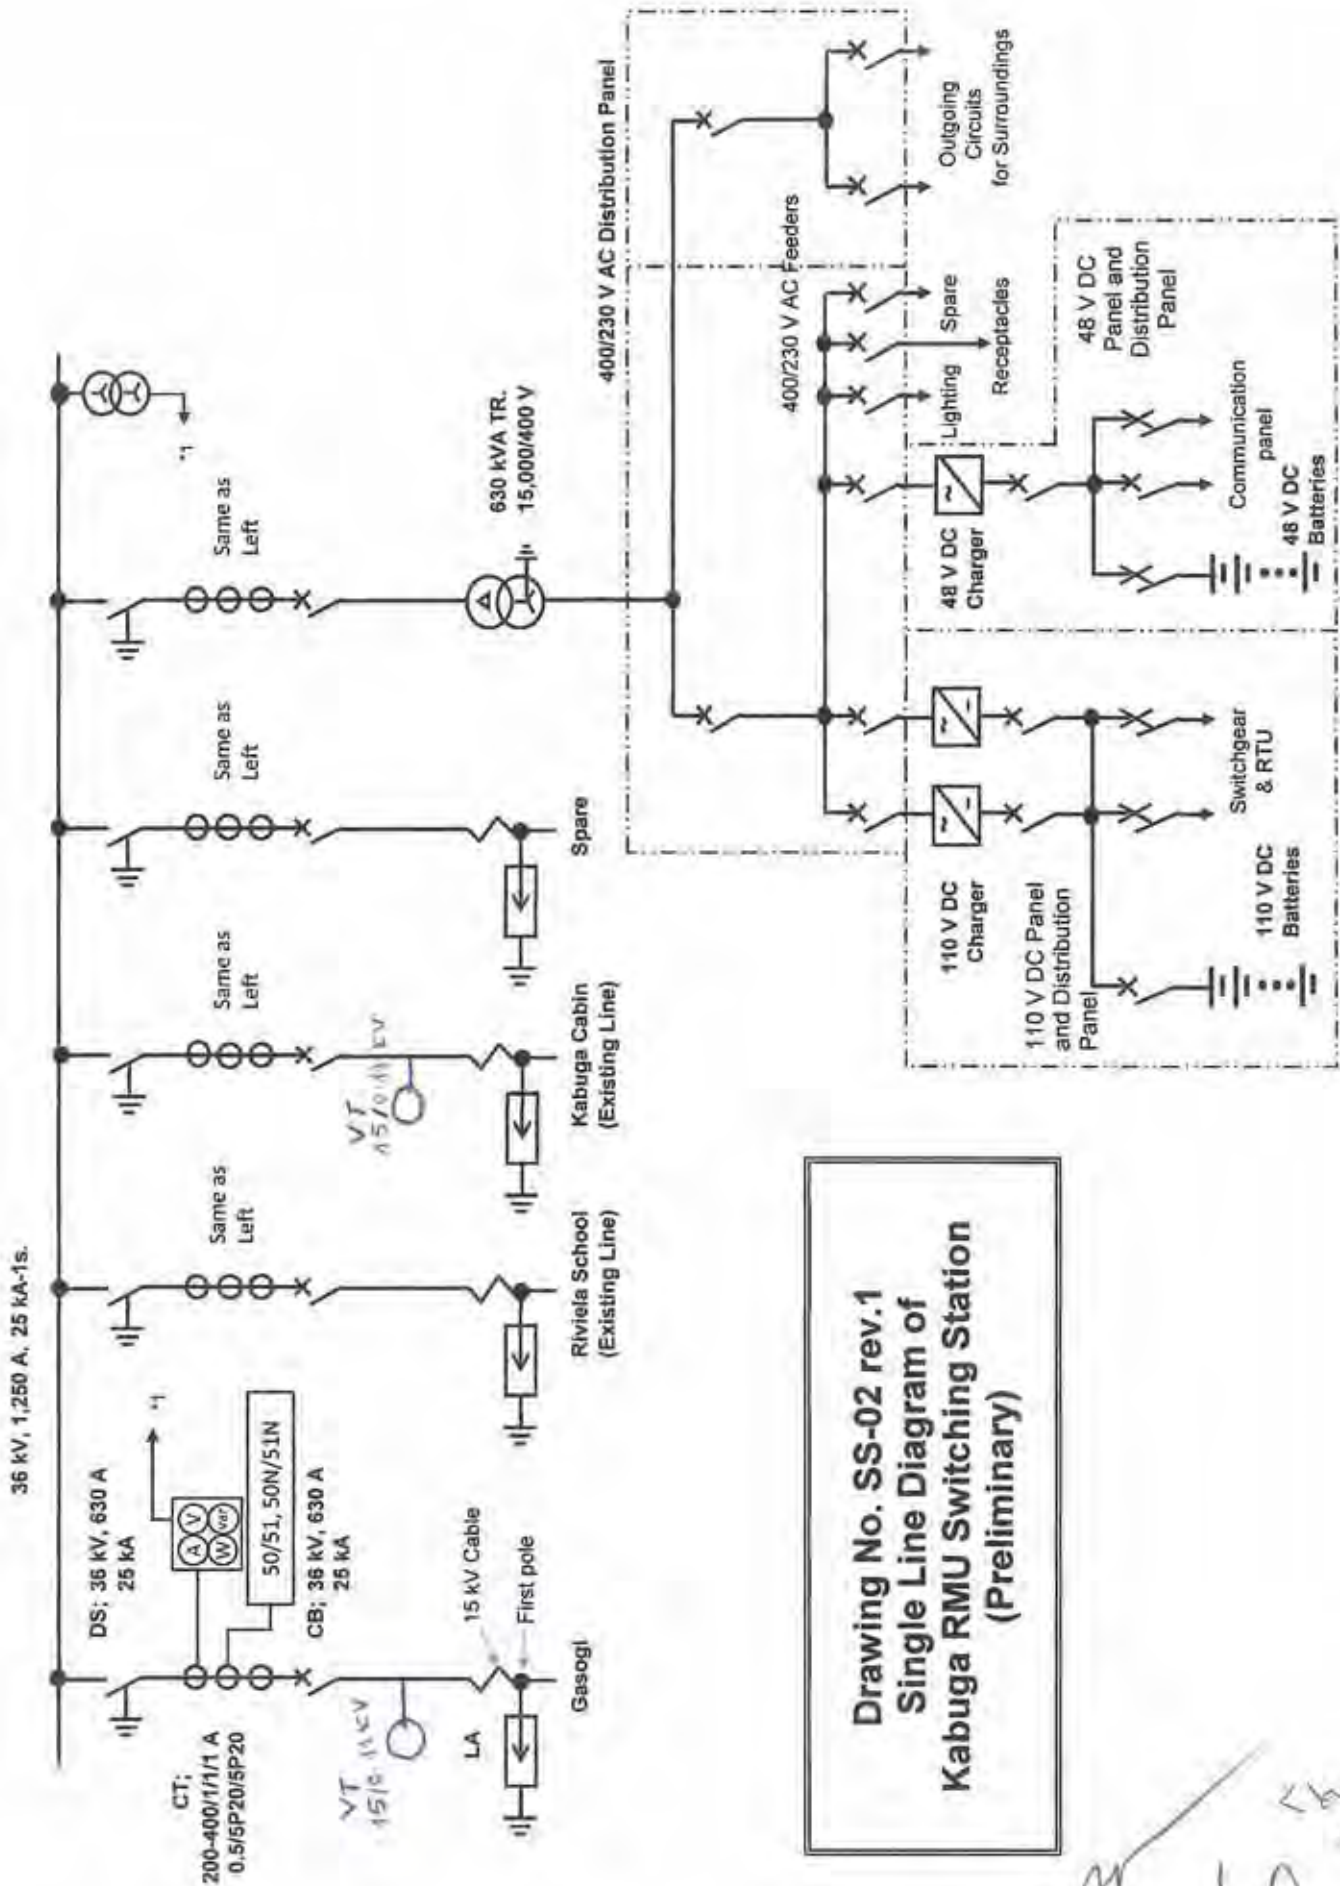 36 kV, 1,250 A, 25 kA-1s.
DS; 36 kV, 630 A
25 kA
*1
A V
W var
50/51, 50N/51N
CT;
200-400/1/1/1 A
0.5/5P20/5P20
CB; 36 kV, 630 A
25 kA
VT
LA
15 kV Cable
First pole
Gasogl
Same as
Left
Riviela School
(Existing Line)
Same as
Left
VT
Kabuga Cabin
(Existing Line)
Same as
Left
Spare
Same as
Left
*1
630 kVA TR.
15,000/400 V
400/230 V AC Distribution Panel
400/230 V AC Feeders
Lighting
Spare
Receptacles
Outgoing
Circuits
for Surroundings
110 V DC
Charger
48 V DC
Charger
48 V DC
Panel and
Distribution
Panel
110 V DC Panel
and Distribution
Panel
110 V DC
Batteries
Switchgear
& RTU
48 V DC
Batteries
Communication
panel
Drawing No. SS-02 rev.1
Single Line Diagram of
Kabuga RMU Switching Station
(Preliminary)